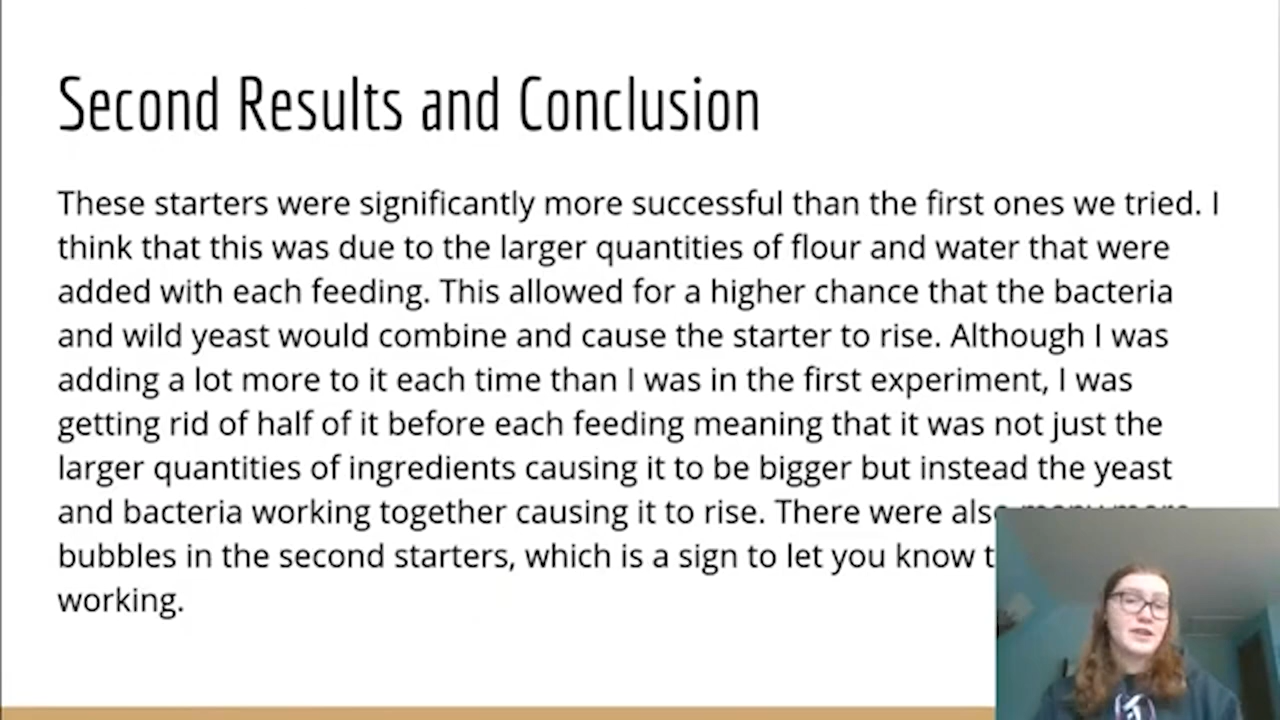 Second Results and Conclusion
These starters were significantly more successful than the first ones we tried. I
think that this was due to the larger quantities of flour and water that were
added with each feeding. This allowed for a higher chance that the bacteria
and wild yeast would combine and cause the starter to rise. Although I was
adding a lot more to it each time than I was in the first experiment, I was
getting rid of half of it before each feeding meaning that it was not just the
larger quantities of ingredients causing it to be bigger but instead the yeast
and bacteria working together causing it to rise. There were also many more
bubbles in the second starters, which is a sign to let you know
working.